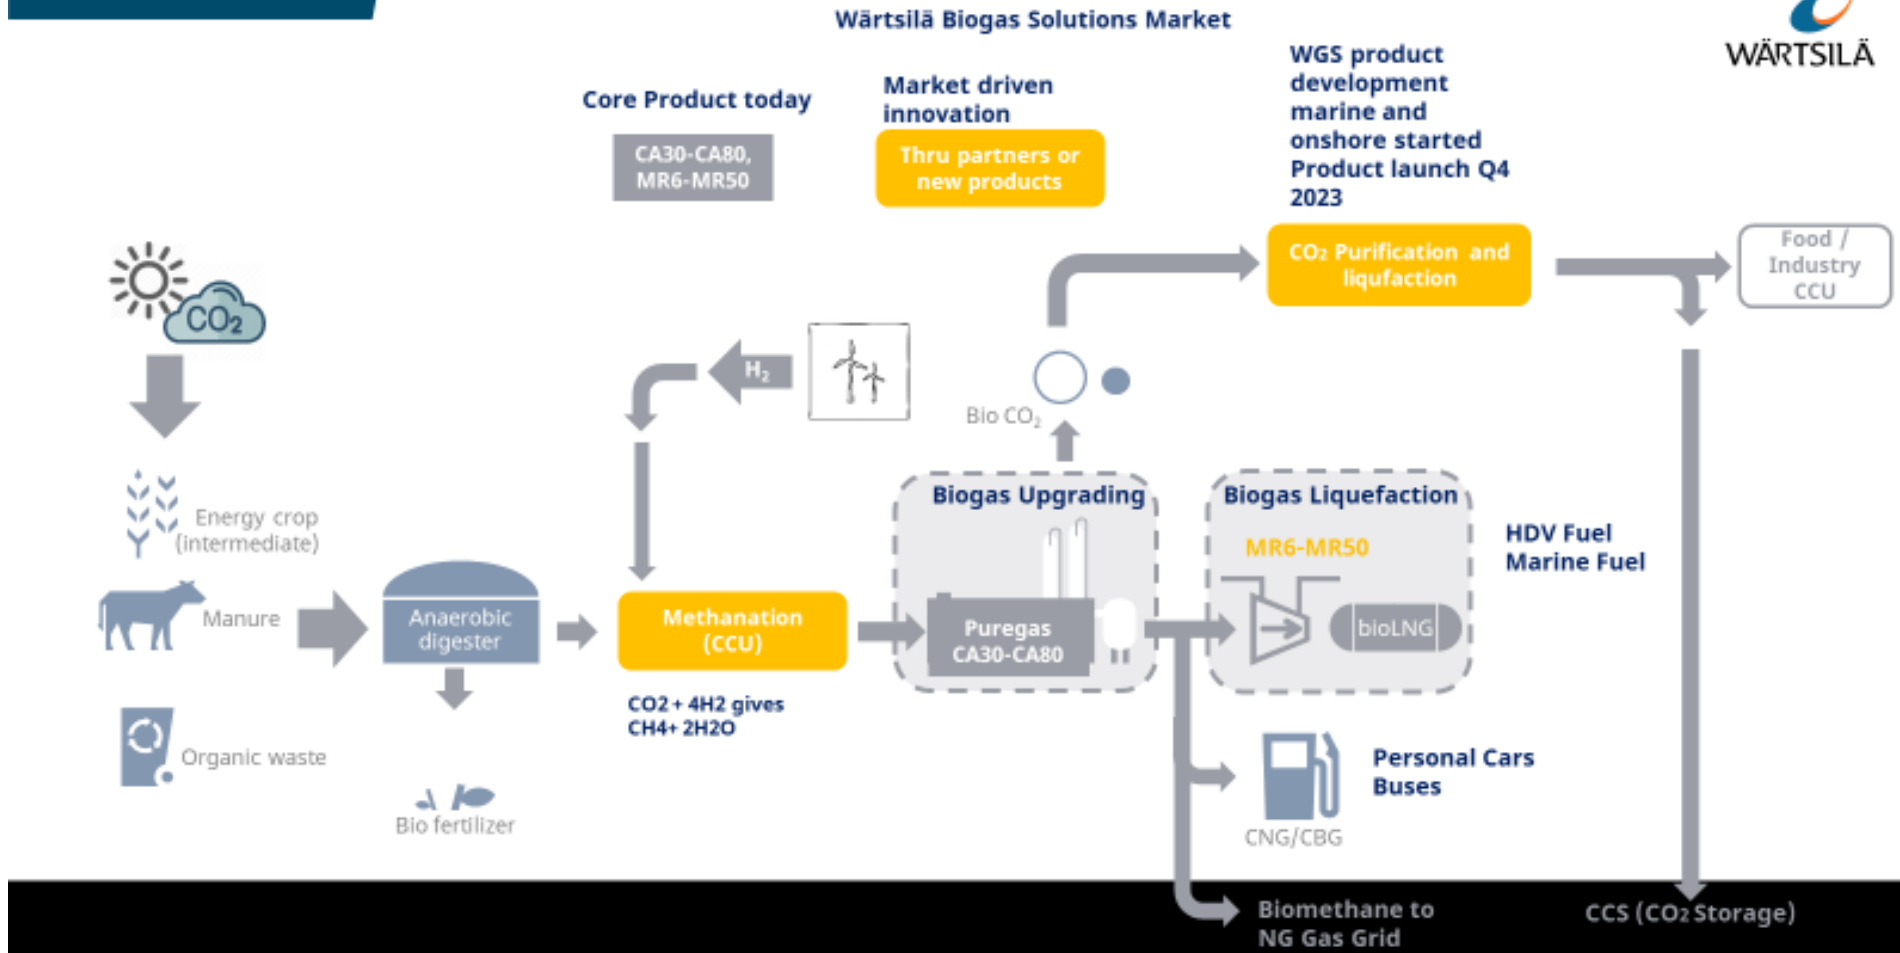 Wärtsilä Biogas Solutions Market
WÄRTSILÄ
Core Product today
CA30-CA80,
MR6-MR50
Market driven
innovation
Thru partners or
new products
WGS product
development
marine and
onshore started
Product launch Q4
2023
CO2 Purification and
liqufaction
Food /
Industry
CCU
CO2
H2
Bio CO2
Energy crop
(intermediate)
Manure
Organic waste
Anaerobic
digester
Bio fertilizer
Methanation
(CCU)
CO2 + 4H2 gives
CH4+ 2H2O
Biogas Upgrading
Puregas
CA30-CA80
Biogas Liquefaction
MR6-MR50
bioLNG
HDV Fuel
Marine Fuel
Personal Cars
Buses
CNG/CBG
Biomethane to
NG Gas Grid
CCS (CO2 Storage)